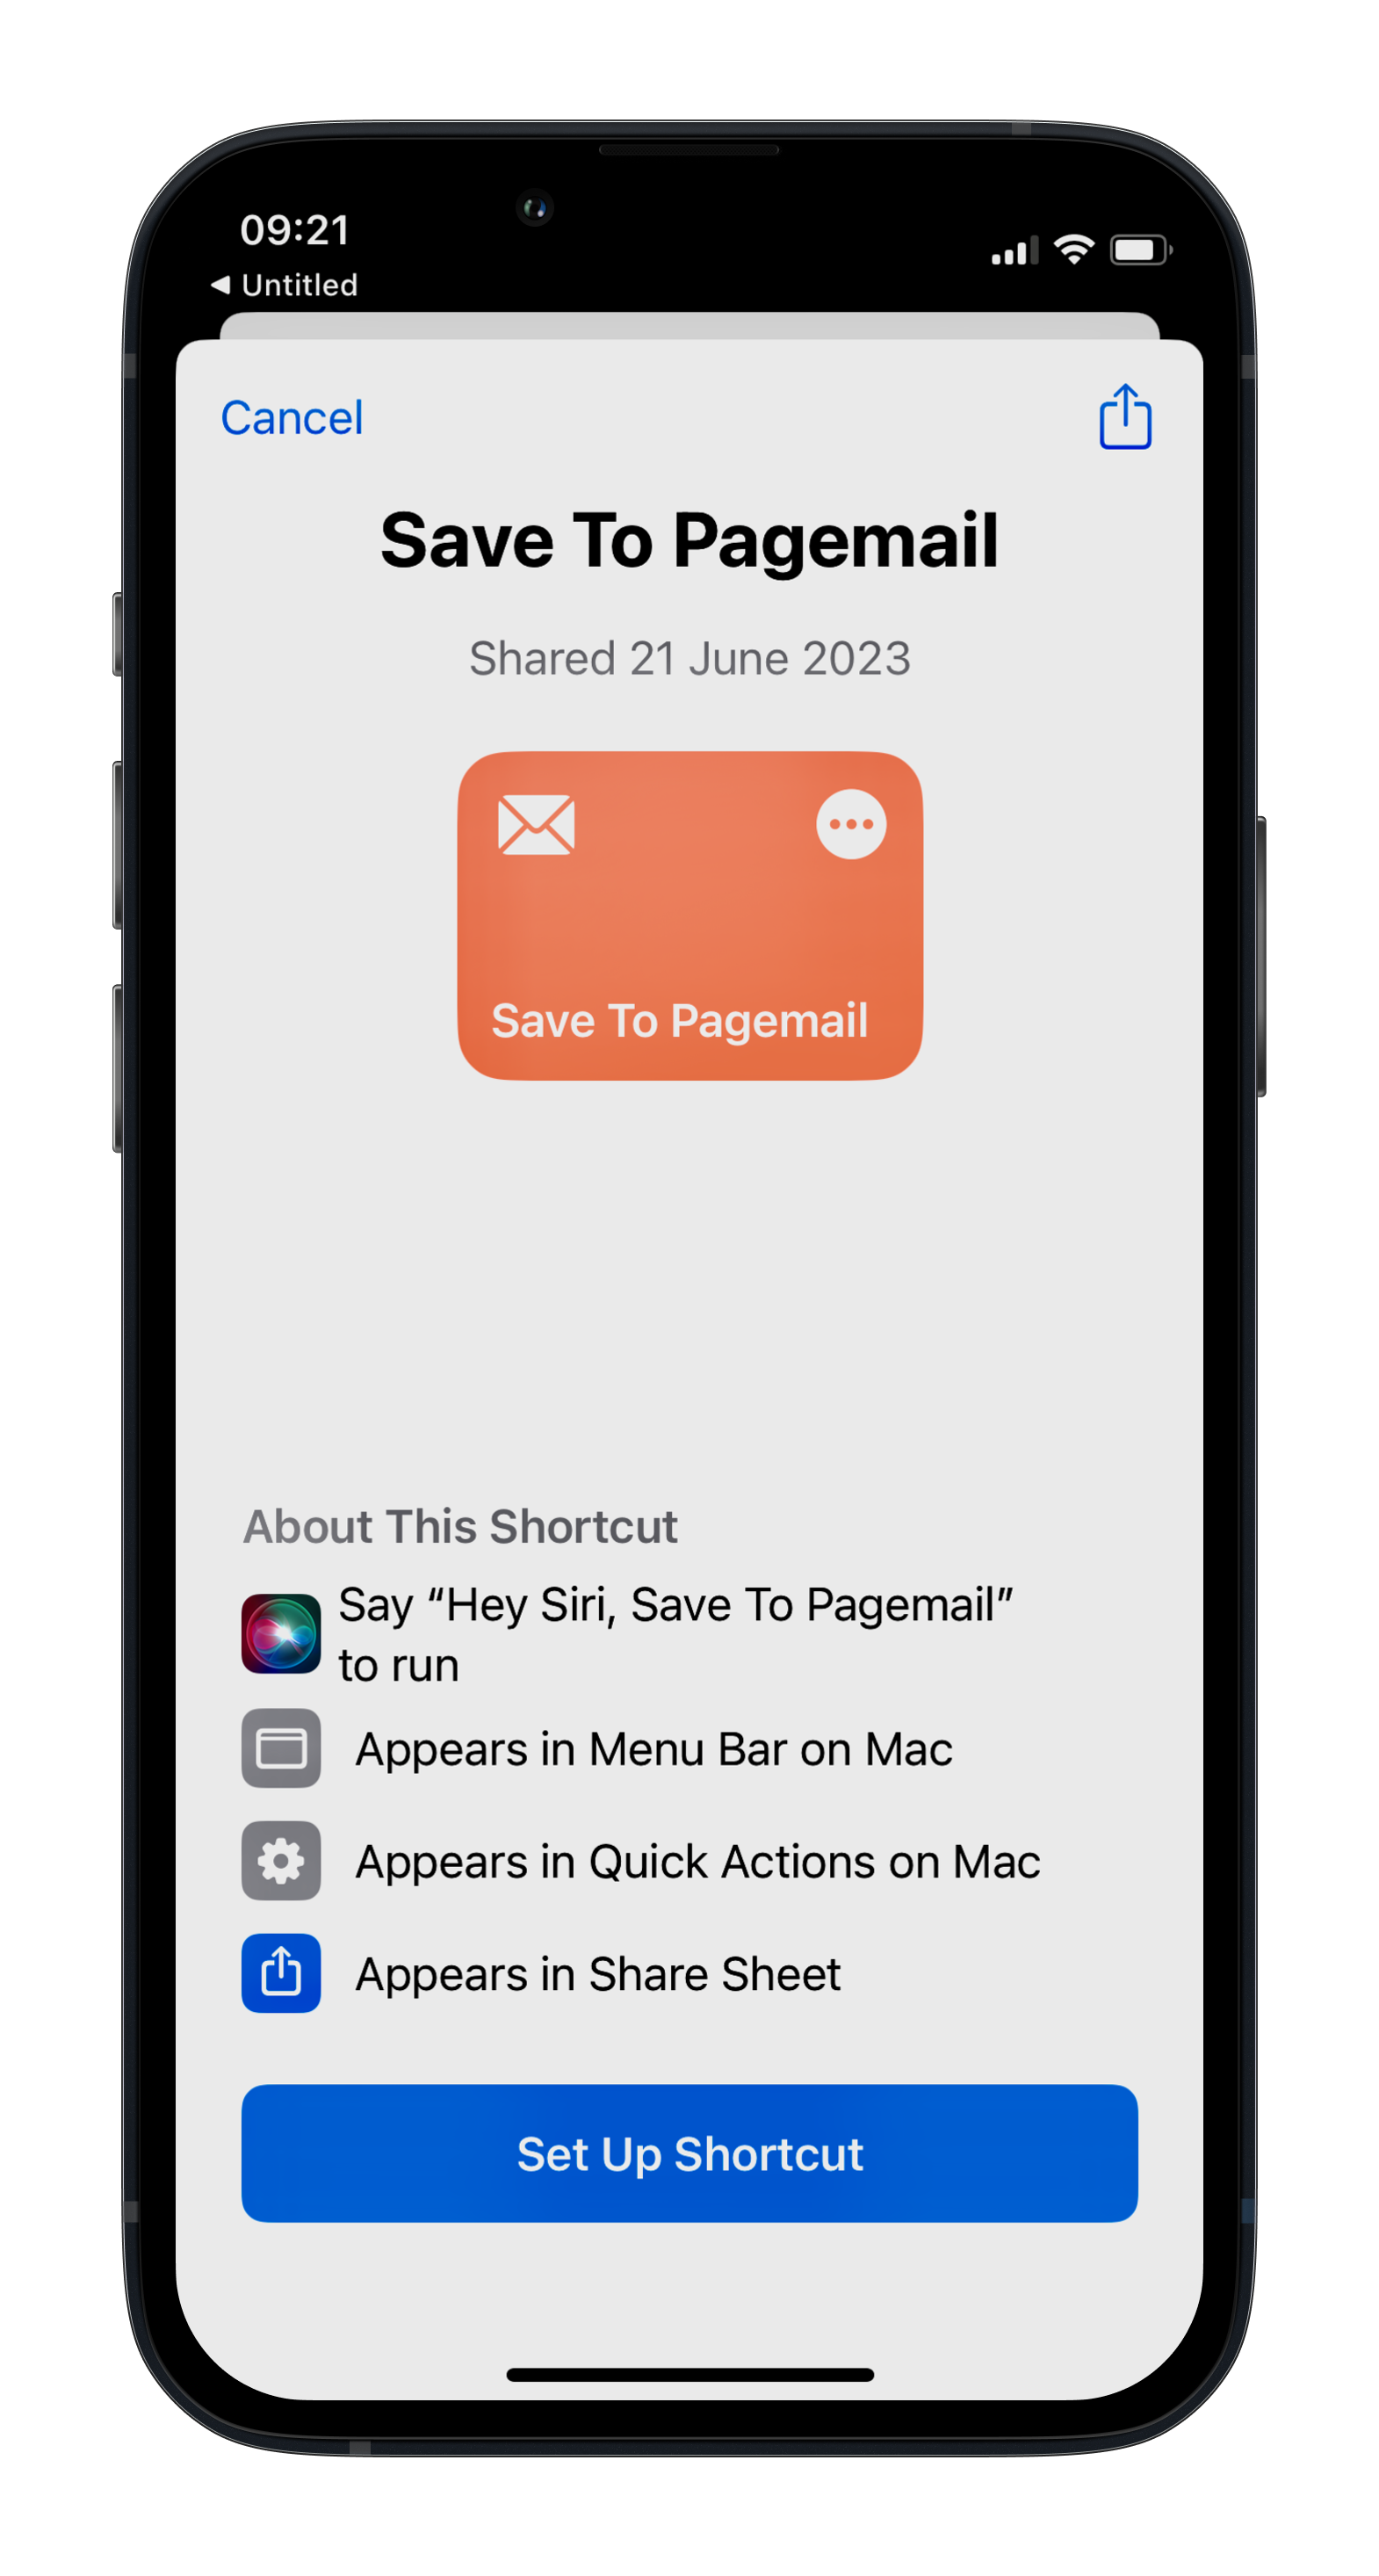 09:21
Untitled
Cancel
Save To Pagemail
Shared 21 June 2023
Save To Pagemail
About This Shortcut
Say “Hey Siri, Save To Pagemail”
to run
Appears in Menu Bar on Mac
Appears in Quick Actions on Mac
Appears in Share Sheet
Set Up Shortcut